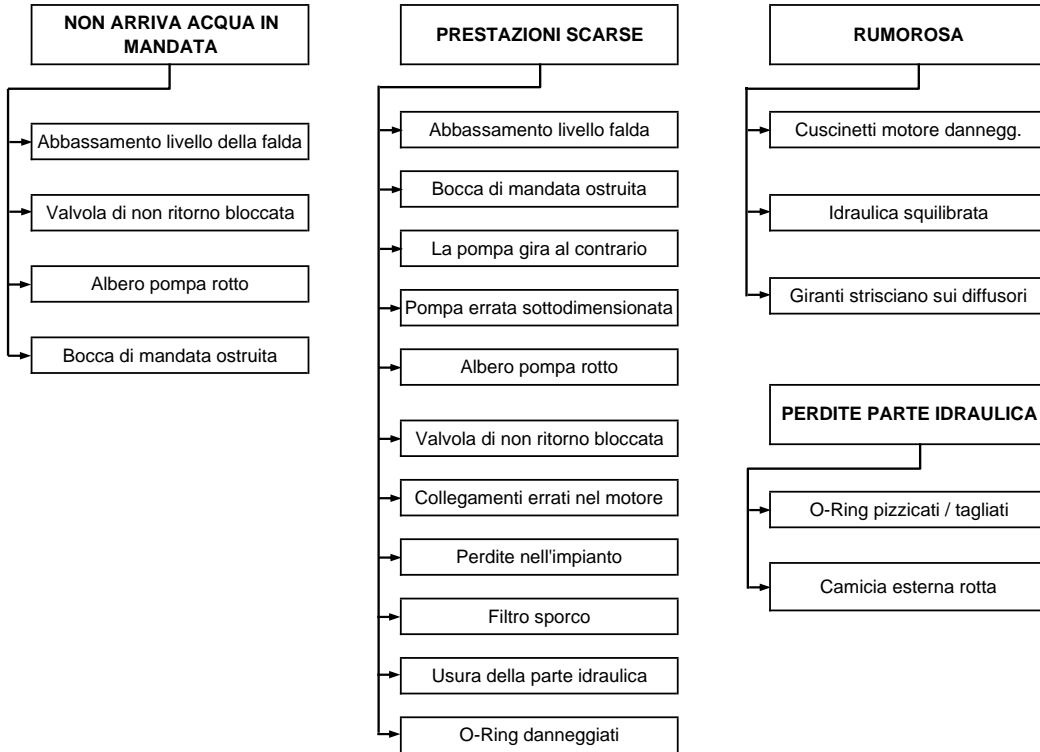 NON ARRIVA ACQUA IN
MANDATA
Abbassamento livello della falda
Valvola di non ritorno bloccata
Albero pompa rotto
Bocca di mandata ostruita
PRESTAZIONI SCARSE
Abbassamento livello falda
Bocca di mandata ostruita
La pompa gira al contrario
Pompa errata sottodimensionata
Albero pompa rotto
Valvola di non ritorno bloccata
Collegamenti errati nel motore
Perdite nell'impianto
Filtro sporco
Usura della parte idraulica
O-Ring danneggiati
RUMOROSA
Cuscinetti motore dannegg.
Idraulica squilibrata
Giranti strisciano sui diffusori
PERDITE PARTE IDRAULICA
O-Ring pizzicati / tagliati
Camicia esterna rotta